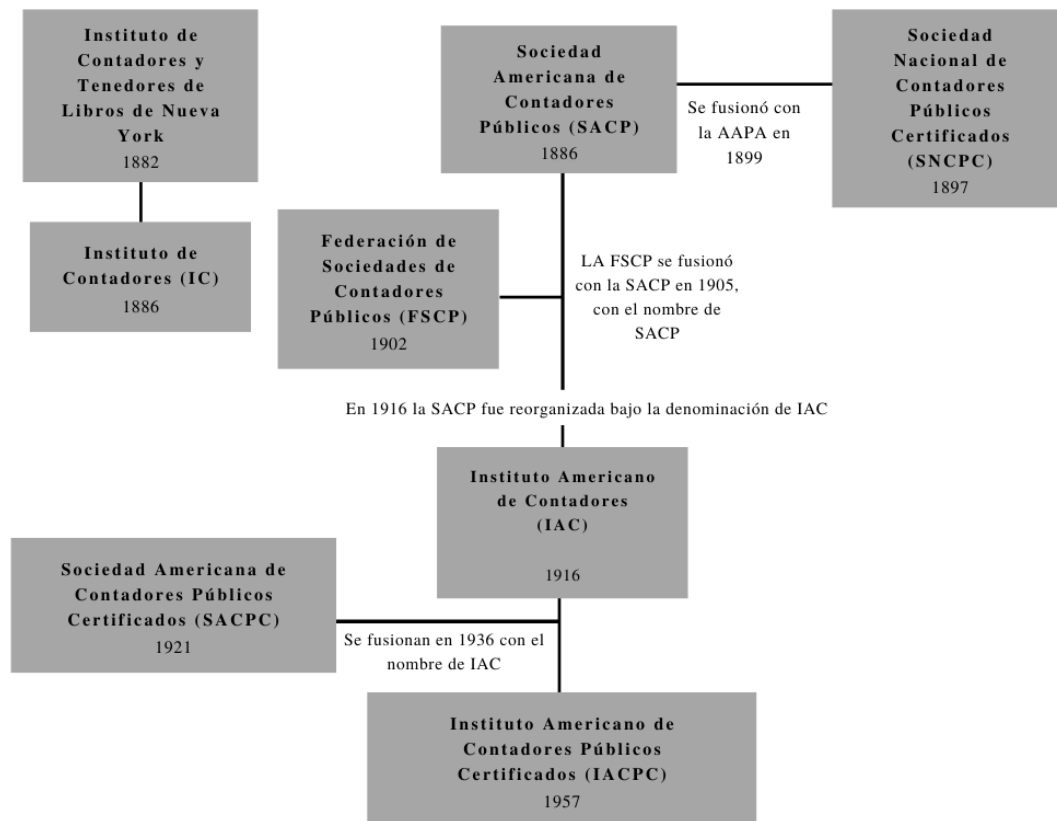 Instituto de
Contadores y
Tenedores de
Libros de Nueva
York
1882
Instituto de
Contadores (IC)
1886
Sociedad
Americana de
Contadores
Públicos (SACP)
1886
Se fusionó con
la AAPA en
1899
Sociedad
Nacional de
Contadores
Públicos
Certificados
(SNCPC)
1897
Federación de
Sociedades de
Contadores
Públicos (FSCP)
1902
LA FSCP se fusionó
con la SACP en 1905,
con el nombre de
SACP
En 1916 la SACP fue reorganizada bajo la denominación de IAC
Instituto Americano
de Contadores
(IAC)
1916
Sociedad Americana de
Contadores Públicos
Certificados (SACPC)
1921
Se fusionan en 1936 con el
nombre de IAC
Instituto Americano de
Contadores Públicos
Certificados (IACPC)
1957